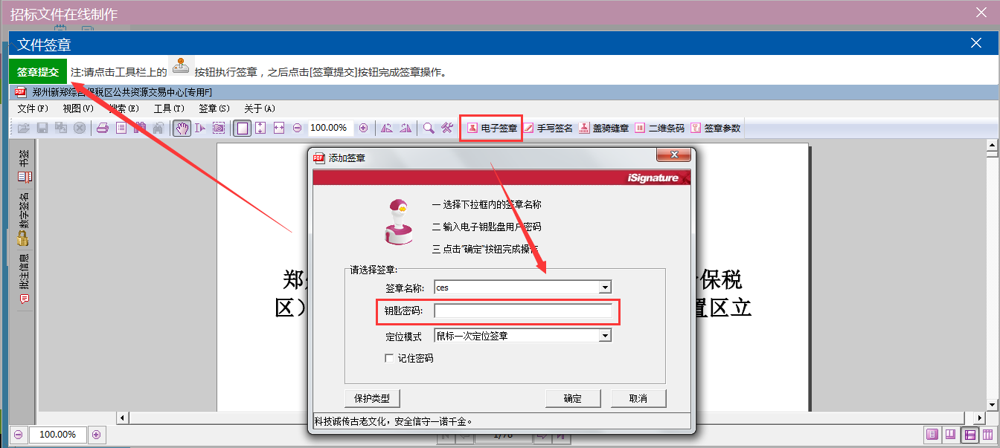 招标文件在线制作
文件签章
签章提交 注:请点击工具栏上的 按钮执行签章，之后点击[签章提交]按钮完成签章操作。
郑州新郑综合保税区公共资源交易中心[专用F]
文件(F) 视图(V) 搜索(E) 工具(T) 签章(S) 关于(A)
100.00% 电子签章 手写签名 盖骑缝章 二维条码 签章参数
书签
数字签名
批注信息
添加签章
iSignature
一 选择下拉框内的签章名称
二 输入电子钥匙盘用户密码
三 点击"确定"按钮完成操作
请选择签章:
签章名称: ces
钥匙密码:
定位模式 鼠标一次定位签章
记住密码
保护类型 确定 取消
科技诚传古老文化，安全信守一诺千金。
郑
保税
区）
置区立
100.00%
1/78